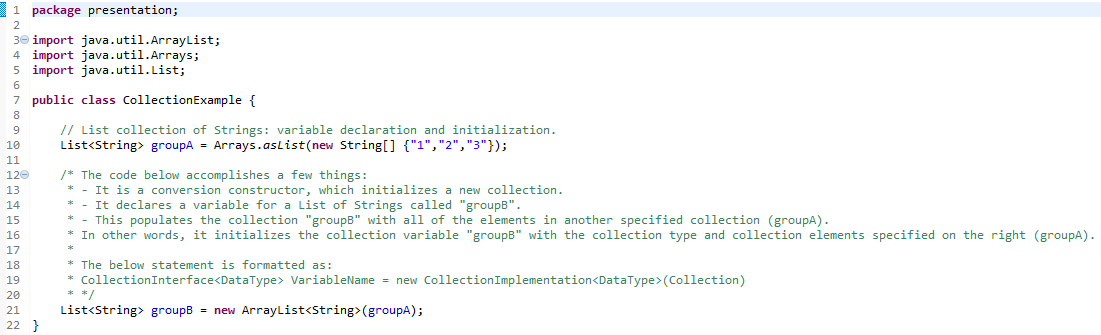 1 package presentation;
2
3 import java.util.ArrayList;
4 import java.util.Arrays;
5 import java.util.List;
6
7 public class CollectionExample {
8
9     // List collection of Strings: variable declaration and initialization.
10     List<String> groupA = Arrays.asList(new String[] {"1","2","3"});
11
12     /* The code below accomplishes a few things:
13      * - It is a conversion constructor, which initializes a new collection.
14      * - It declares a variable for a List of Strings called "groupB".
15      * - This populates the collection "groupB" with all of the elements in another specified collection (groupA).
16      * In other words, it initializes the collection variable "groupB" with the collection type and collection elements specified on the right (groupA).
17      *
18      * The below statement is formatted as:
19      * CollectionInterface<DataType> VariableName = new CollectionImplementation<DataType>(Collection)
20      * */
21     List<String> groupB = new ArrayList<String>(groupA);
22 }